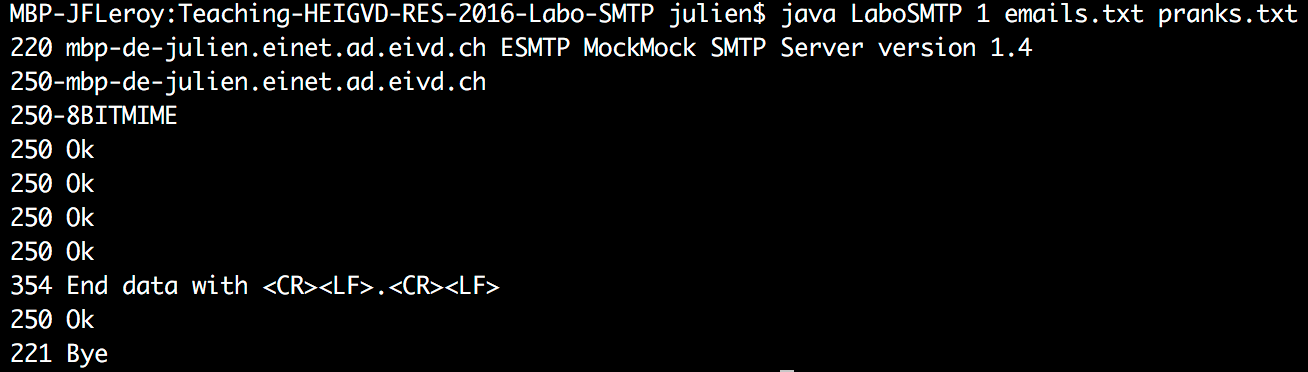 MBP-JFLeroy:Teaching-HEIGVD-RES-2016-Labo-SMTP julien$ java LaboSMTP 1 emails.txt pranks.txt
220 mbp-de-julien.einet.ad.eivd.ch ESMTP MockMock SMTP Server version 1.4
250-mbp-de-julien.einet.ad.eivd.ch
250-8BITMIME
250 Ok
250 Ok
250 Ok
250 Ok
354 End data with <CR><LF>.<CR><LF>
250 Ok
221 Bye